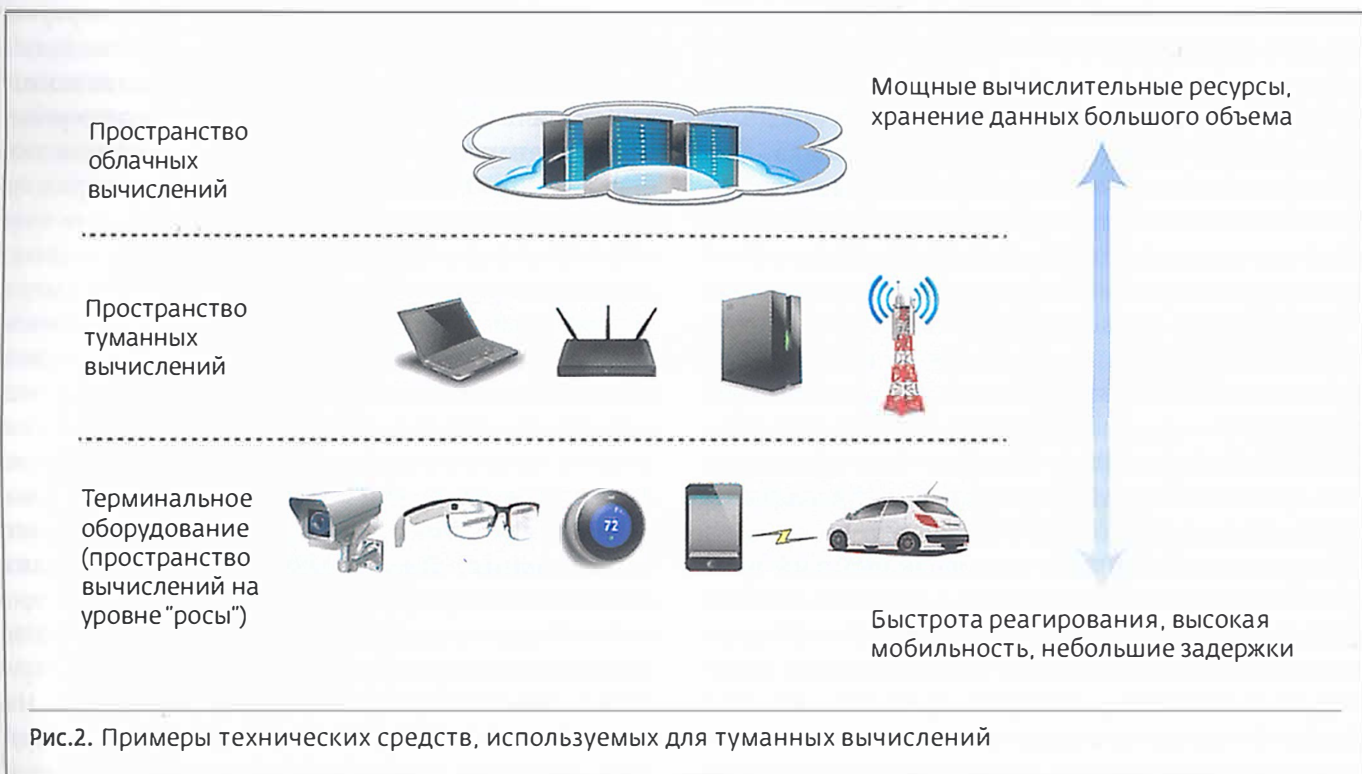 Мощные вычислительные ресурсы,
хранение данных большого объема
Пространство
облачных
вычислений
Пространство
туманных
вычислений
Терминальное
оборудование
(пространство
вычислений на
уровне "росы")
72
Быстрота реагирования, высокая
мобильность, небольшие задержки
Рис.2. Примеры технических средств, используемых для туманных вычислений